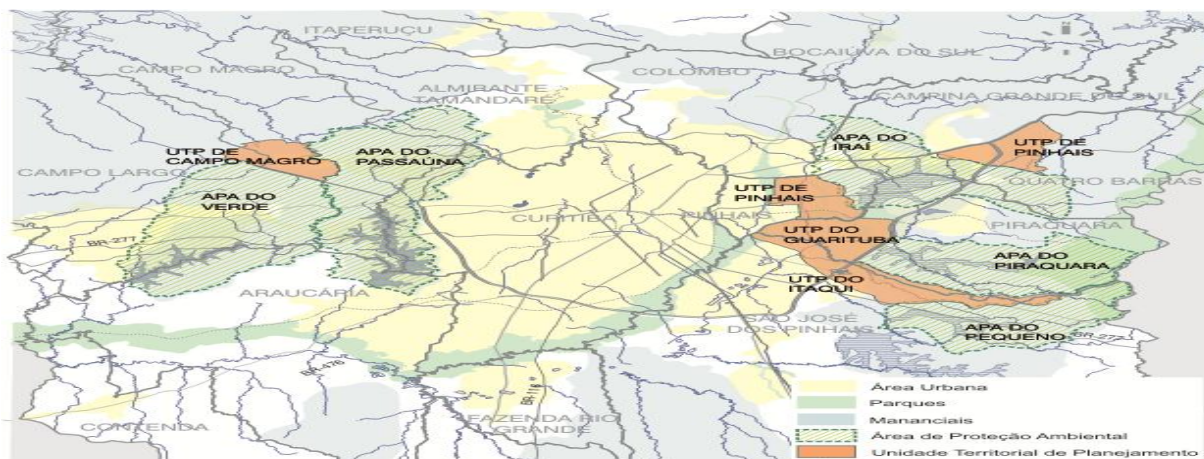 ITAPERUÇU
BOCAIÚVA DO SUL
CAMPO MAGRO
COLOMBO
ALMIRANTE
TAMANDARÉ
CAMPINA GRANDE DO SUL
UTP DE
CAMPO MAGRO
APA DO
PASSAÚNA
APA DO
IRAÍ
UTP DE
PINHAIS
CAMPO LARGO
QUATRO BARRAS
APA DO
VERDE
UTP DE
PINHAIS
CURITIBA
PINHAIS
PIRAQUARA
UTP DO
GUARITUBA
BR-277
APA DO
PIRAQUARA
UTP DO
ITAQUI
ARAUCÁRIA
SÃO JOSÉ
DOS PINHAIS
APA DO
PEQUENO
BR-277
BR-476
BR-116
CONTENDA
FAZENDA RIO
GRANDE
Área Urbana
Parques
Mananciais
Área de Proteção Ambiental
Unidade Territorial de Planejamento